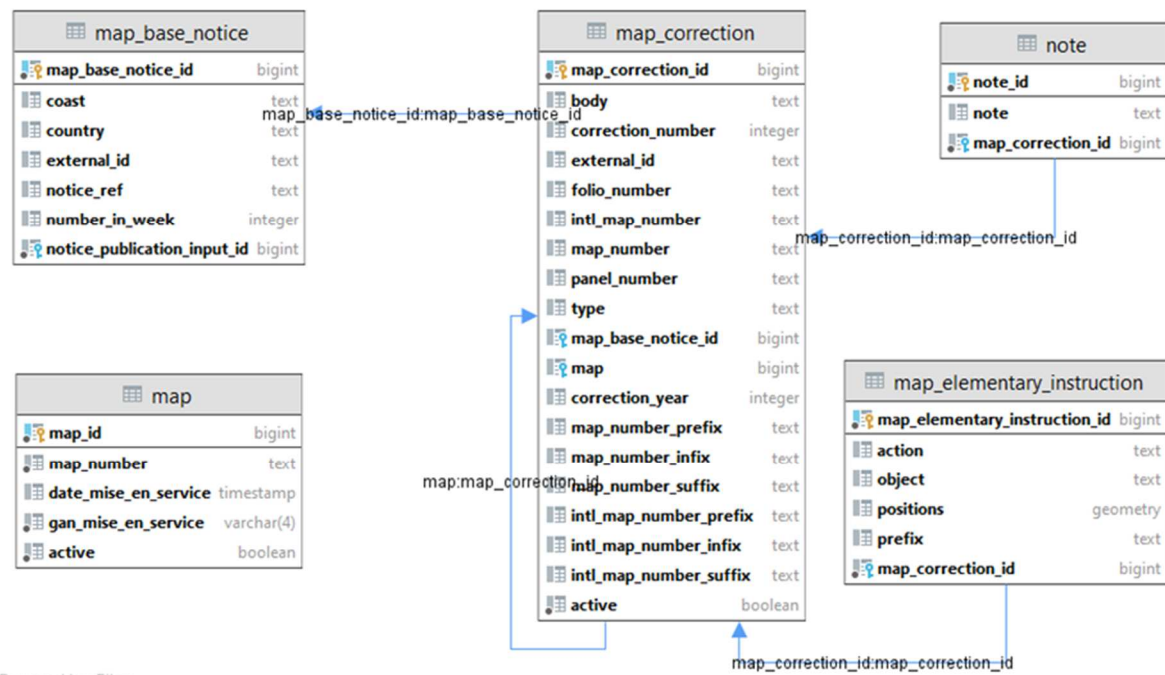 map_base_notice
map_base_notice_id bigint
coast text
country text
external_id text
notice_ref text
number_in_week integer
notice_publication_input_id bigint
map_base_notice_id:map_base_notice_id
map
map_id bigint
map_number text
date_mise_en_service timestamp
gan_mise_en_service varchar(4)
active boolean
map_correction
map_correction_id bigint
body text
correction_number integer
external_id text
folio_number text
intl_map_number text
map_number text
panel_number text
type text
map_base_notice_id bigint
map bigint
correction_year integer
map_number_prefix text
map_number_infix text
map_number_suffix text
intl_map_number_prefix text
intl_map_number_infix text
intl_map_number_suffix text
active boolean
map:map_correction_id
note
note_id bigint
note text
map_correction_id bigint
map_correction_id:map_correction_id
map_elementary_instruction
map_elementary_instruction_id bigint
action text
object text
positions geometry
prefix text
map_correction_id bigint
map_correction_id:map_correction_id